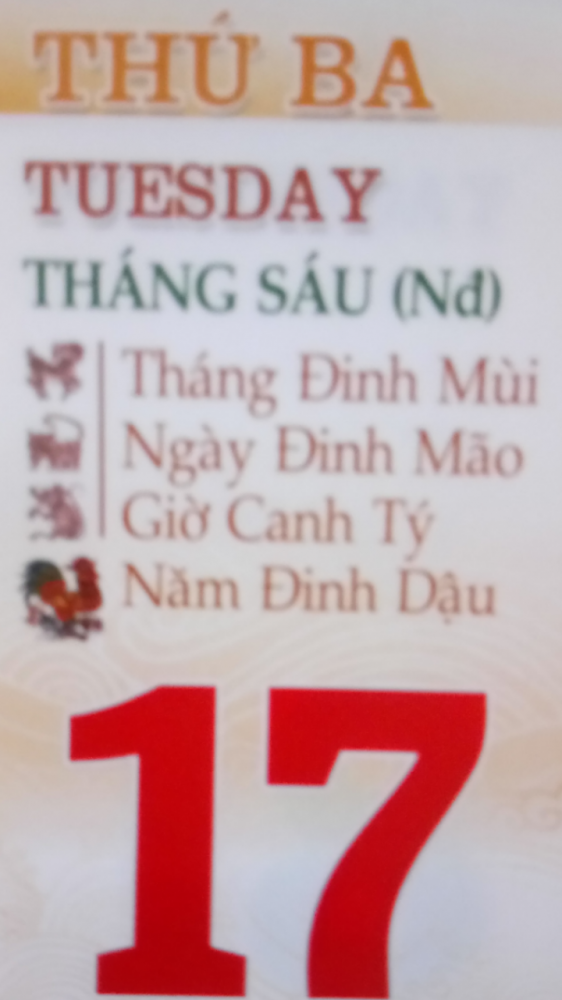 THỨ BA
TUESDAY
THÁNG SÁU (Nđ)
Tháng Đinh Mùi
Ngày Đinh Mão
Giờ Canh Tý
Năm Đinh Dậu
17